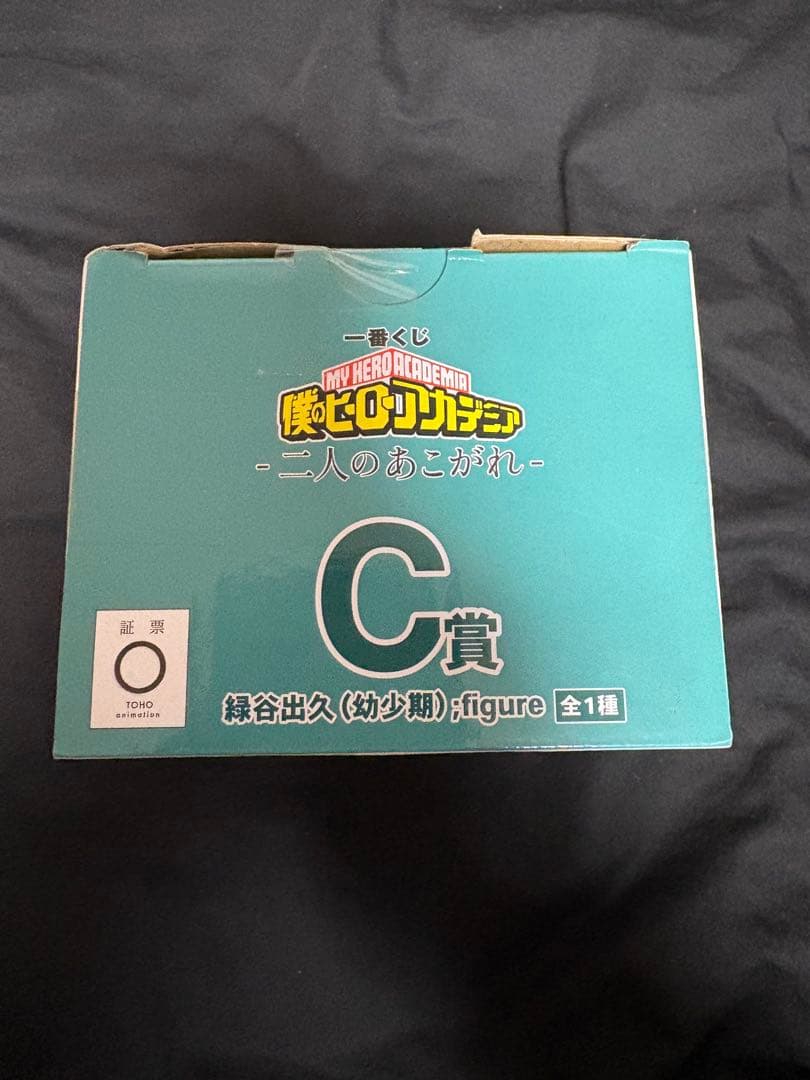 一番くじ
MY HERO ACADEMIA
僕のヒーローアカデミア
-二人のあこがれ-
C賞
緑谷出久(幼少期);figure 全1種
証票
TOHO
animation